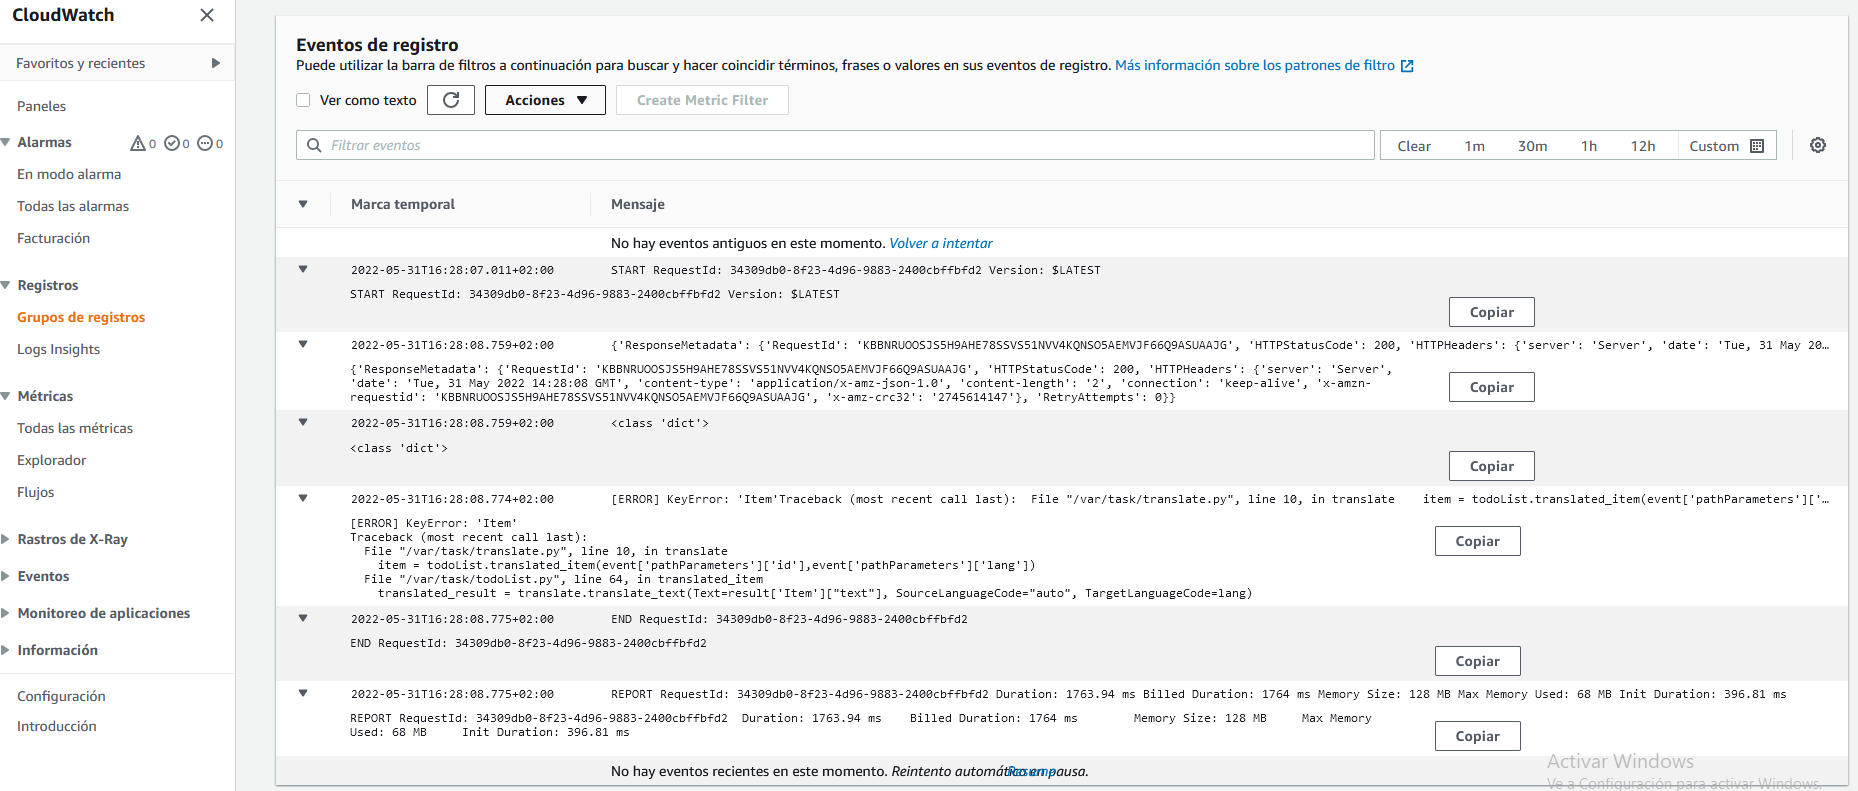 CloudWatch
Favoritos y recientes
Paneles
Alarmas 0 0 0
En modo alarma
Todas las alarmas
Facturación
Registros
Grupos de registros
Logs Insights
Métricas
Todas las métricas
Explorador
Flujos
Rastros de X-Ray
Eventos
Monitoreo de aplicaciones
Información
Configuración
Introducción
Eventos de registro
Puede utilizar la barra de filtros a continuación para buscar y hacer coincidir términos, frases o valores en sus eventos de registro. Más información sobre los patrones de filtro
Ver como texto Acciones Create Metric Filter
Filtrar eventos Clear 1m 30m 1h 12h Custom
Marca temporal Mensaje
No hay eventos antiguos en este momento. Volver a intentar
2022-05-31T16:28:07.011+02:00 START RequestId: 34309db0-8f23-4d96-9883-2400cbffbfd2 Version: $LATEST
START RequestId: 34309db0-8f23-4d96-9883-2400cbffbfd2 Version: $LATEST
Copiar
2022-05-31T16:28:08.759+02:00 {'ResponseMetadata': {'RequestId': 'KBBNRUOOSJS5H9AHE78SSVS51NVV4KQNSO5AEMVJF66Q9ASUAAJG', 'HTTPStatusCode': 200, 'HTTPHeaders': {'server': 'Server', 'date': 'Tue, 31 May 20…
{'ResponseMetadata': {'RequestId': 'KBBNRUOOSJS5H9AHE78SSVS51NVV4KQNSO5AEMVJF66Q9ASUAAJG', 'HTTPStatusCode': 200, 'HTTPHeaders': {'server': 'Server',
'date': 'Tue, 31 May 2022 14:28:08 GMT', 'content-type': 'application/x-amz-json-1.0', 'content-length': '2', 'connection': 'keep-alive', 'x-amzn-
requestid': 'KBBNRUOOSJS5H9AHE78SSVS51NVV4KQNSO5AEMVJF66Q9ASUAAJG', 'x-amz-crc32': '2745614147'}, 'RetryAttempts': 0}}
Copiar
2022-05-31T16:28:08.759+02:00 <class 'dict'>
<class 'dict'>
Copiar
2022-05-31T16:28:08.774+02:00 [ERROR] KeyError: 'Item'Traceback (most recent call last): File "/var/task/translate.py", line 10, in translate item = todoList.translated_item(event['pathParameters']['…
[ERROR] KeyError: 'Item'
Traceback (most recent call last):
File "/var/task/translate.py", line 10, in translate
item = todoList.translated_item(event['pathParameters']['id'],event['pathParameters']['lang'])
File "/var/task/todoList.py", line 64, in translated_item
translated_result = translate.translate_text(Text=result['Item']["text"], SourceLanguageCode="auto", TargetLanguageCode=lang)
Copiar
2022-05-31T16:28:08.775+02:00 END RequestId: 34309db0-8f23-4d96-9883-2400cbffbfd2
END RequestId: 34309db0-8f23-4d96-9883-2400cbffbfd2
Copiar
2022-05-31T16:28:08.775+02:00 REPORT RequestId: 34309db0-8f23-4d96-9883-2400cbffbfd2 Duration: 1763.94 ms Billed Duration: 1764 ms Memory Size: 128 MB Max Memory Used: 68 MB Init Duration: 396.81 ms
REPORT RequestId: 34309db0-8f23-4d96-9883-2400cbffbfd2 Duration: 1763.94 ms Billed Duration: 1764 ms Memory Size: 128 MB Max Memory
Used: 68 MB Init Duration: 396.81 ms
Copiar
No hay eventos recientes en este momento. Reintento automático en pausa. Resume
Activar Windows
Ve a Configuración para activar Windows.